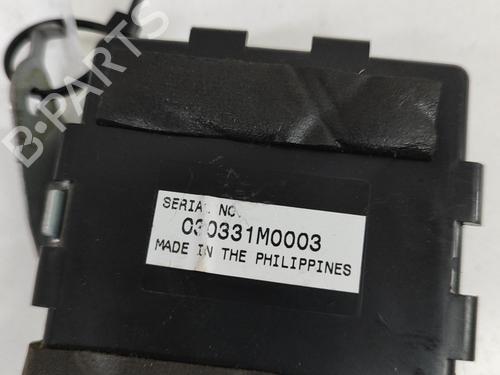 B-PARTS
SERIAL NO.
030331M0003
MADE IN THE PHILIPPINES